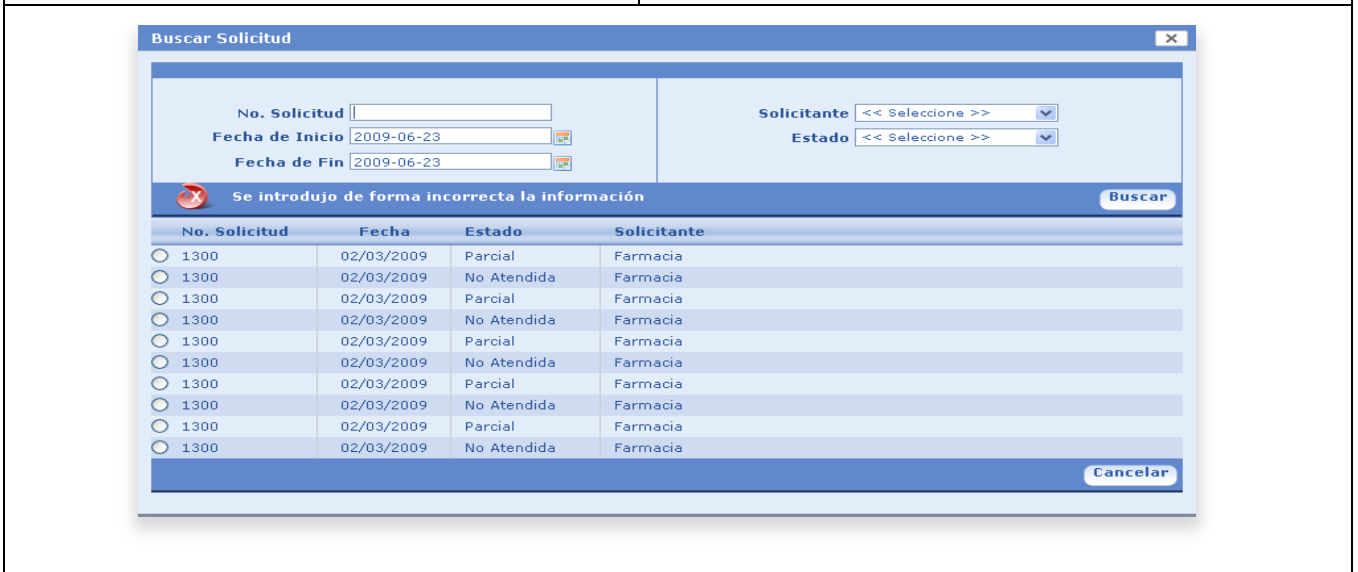 Buscar Solicitud
No. Solicitud
Solicitante << Seleccione >>
Fecha de Inicio 2009-06-23
Estado << Seleccione >>
Fecha de Fin 2009-06-23
Se introdujo de forma incorrecta la información Buscar
No. Solicitud Fecha Estado Solicitante
1300 02/03/2009 Parcial Farmacia
1300 02/03/2009 No Atendida Farmacia
1300 02/03/2009 Parcial Farmacia
1300 02/03/2009 No Atendida Farmacia
1300 02/03/2009 Parcial Farmacia
1300 02/03/2009 No Atendida Farmacia
1300 02/03/2009 Parcial Farmacia
1300 02/03/2009 No Atendida Farmacia
1300 02/03/2009 Parcial Farmacia
1300 02/03/2009 No Atendida Farmacia
Cancelar